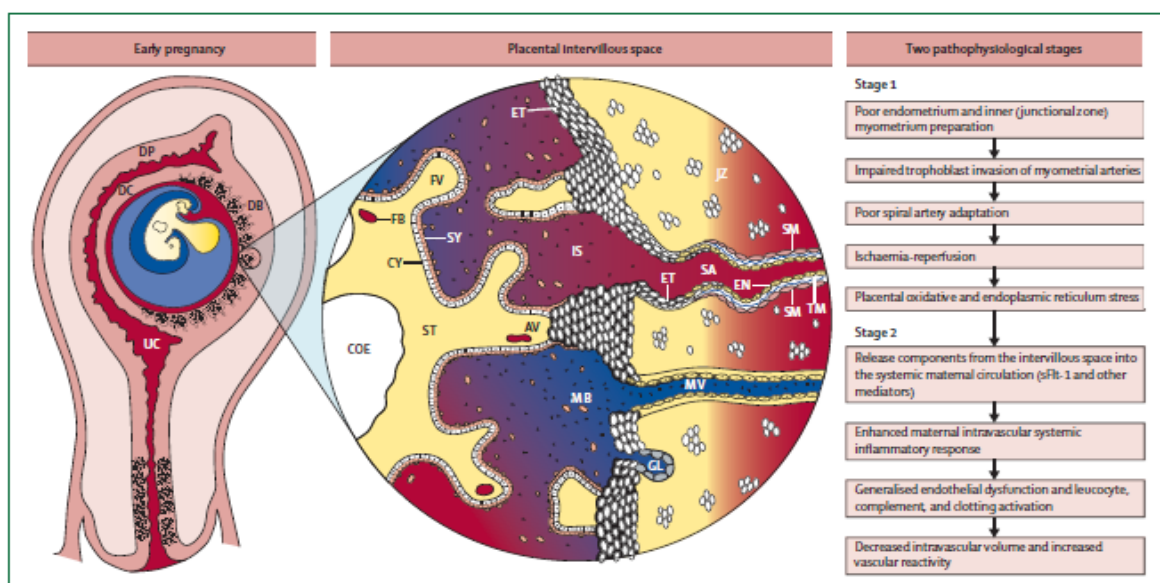 Early pregnancy
Placental intervillous space
Two pathophysiological stages
DP
DC
DB
UC
ET
JZ
FV
FB
SY
CY
IS
SM
SA
ET
EN
SM
TM
ST
AV
COE
MV
MB
GL
Stage 1
Poor endometrium and inner (junctional zone)
myometrium preparation
Impaired trophoblast invasion of myometrial arteries
Poor spiral artery adaptation
Ischaemia-reperfusion
Placental oxidative and endoplasmic reticulum stress
Stage 2
Release components from the intervillous space into
the systemic maternal circulation (sFlt-1 and other
mediators)
Enhanced maternal intravascular systemic
inflammatory response
Generalised endothelial dysfunction and leucocyte,
complement, and clotting activation
Decreased intravascular volume and increased
vascular reactivity